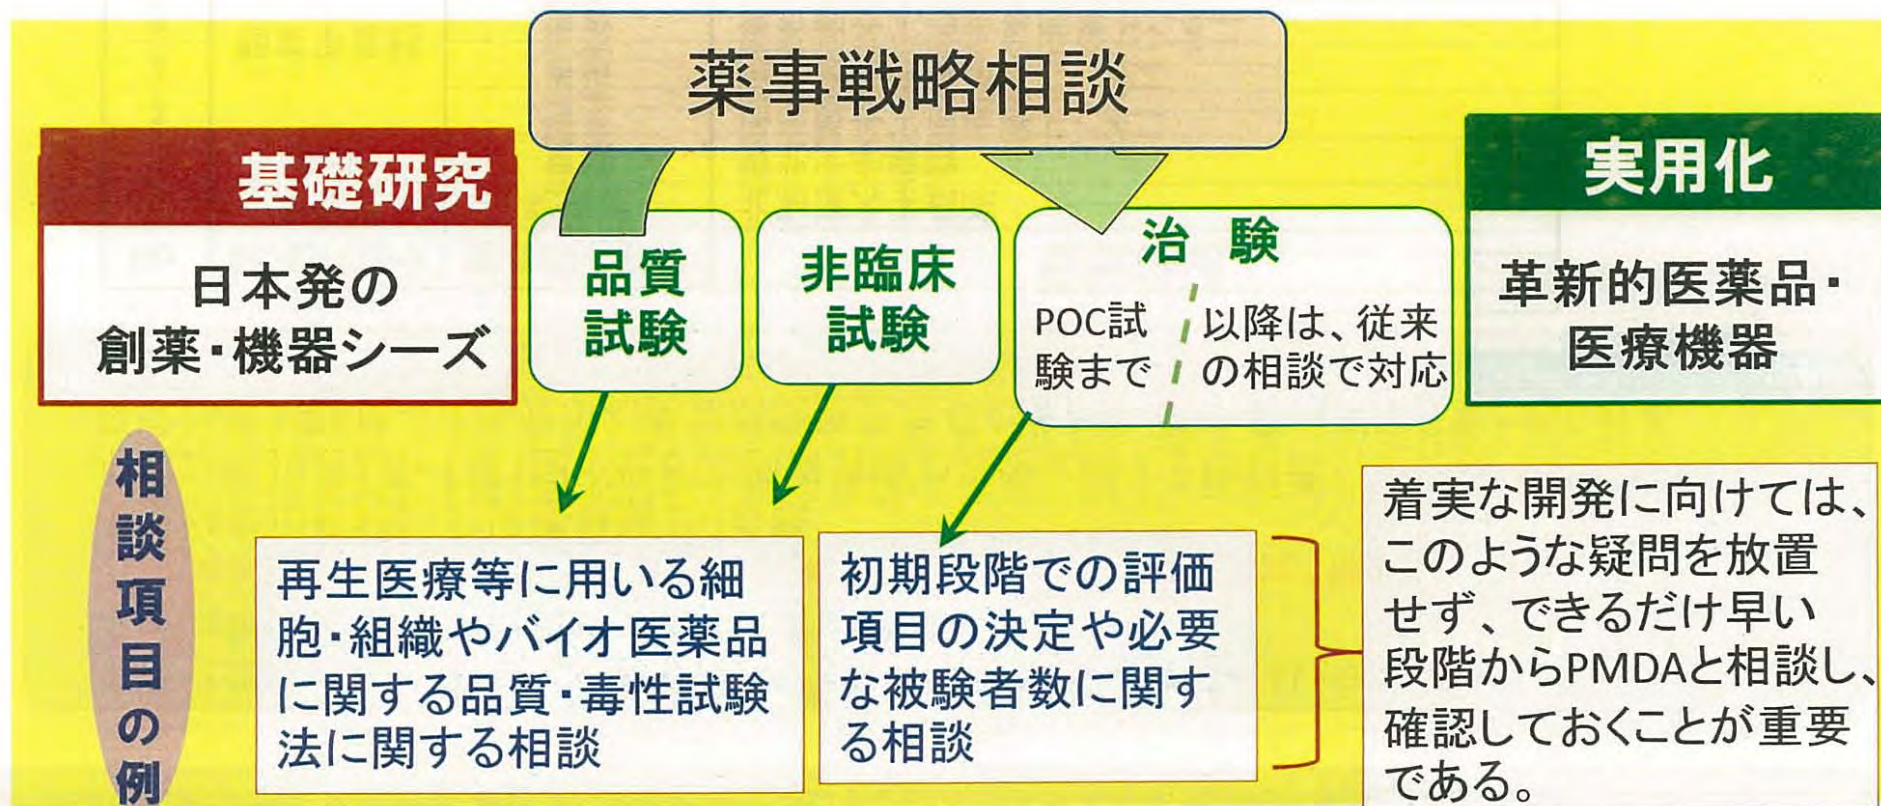 薬事戦略相談
基礎研究
日本発の
創薬・機器シーズ
品質
試験
非臨床
試験
治 験
POC試
験まで
以降は、従来
の相談で対応
実用化
革新的医薬品・
医療機器
相談項目の例
再生医療等に用いる細
胞・組織やバイオ医薬品
に関する品質・毒性試験
法に関する相談
初期段階での評価
項目の決定や必要
な被験者数に関す
る相談
着実な開発に向けては、
このような疑問を放置
せず、できるだけ早い
段階からPMDAと相談し、
確認しておくことが重要
である。